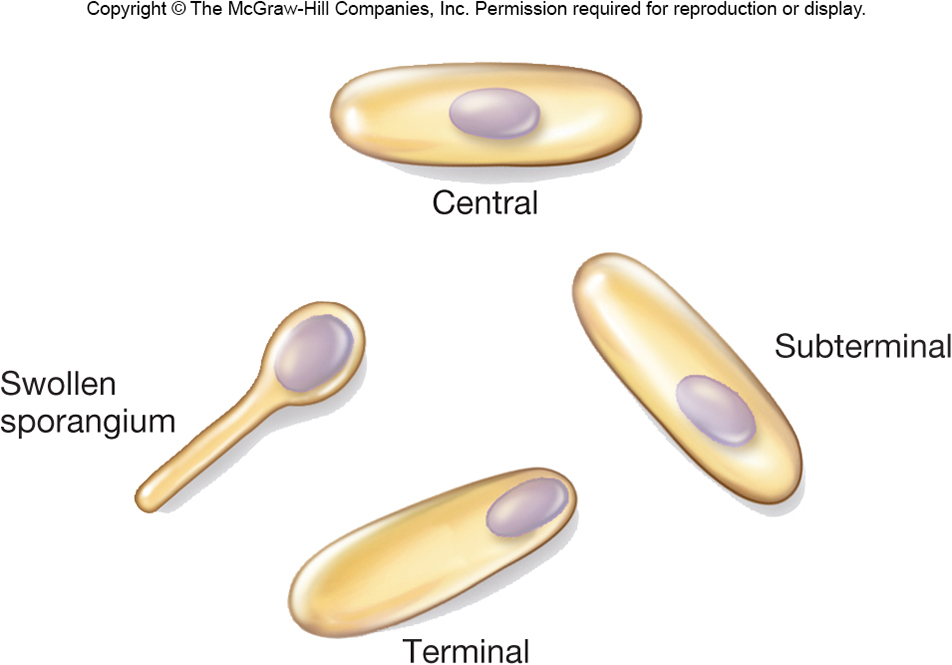 Copyright © The McGraw-Hill Companies, Inc. Permission required for reproduction or display.
Central
Subterminal
Swollen
sporangium
Terminal